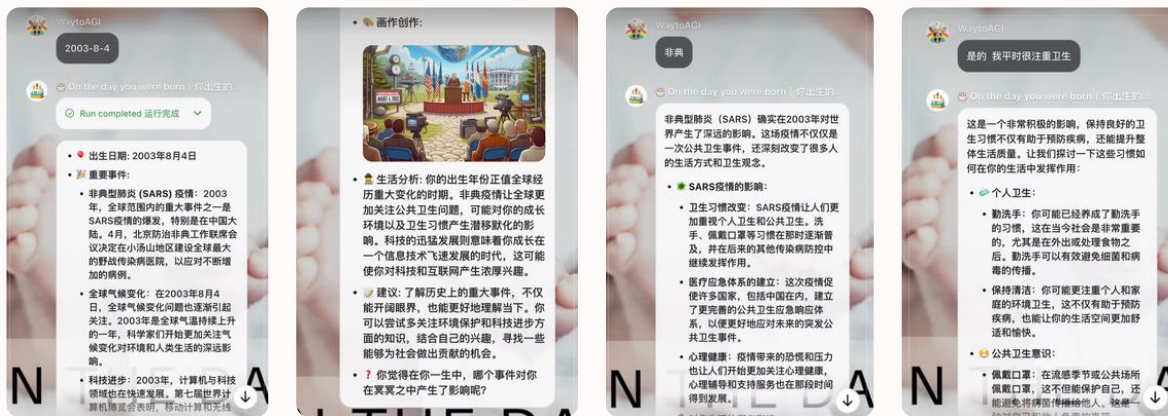 WaytoAGI
2003-8-4
On the day you were born｜你出生的...
Run completed 运行完成
• 出生日期: 2003年8月4日
• 重要事件:
• 非典型肺炎 (SARS) 疫情: 2003
年，全球范围内的重大事件之一是
SARS疫情的爆发，特别是在中国大
陆。4月，北京防治非典工作联席会
议决定在小汤山地区建设全球最大
的野战传染病医院，以应对不断增
加的病例。
• 全球气候变化：在2003年8月4
日，全球气候变化问题也逐渐引起
关注。2003年是全球气温持续上升
的一年，科学家们开始更加关注气
候变化对环境和人类生活的深远影
响。
• 科技进步：2003年，计算机与科技
领域也在快速发展。第七届世界计
算机博览会表明，移动计算和无线
N THE DA
• 画作创作:
• 生活分析: 你的出生年份正值全球经
历重大变化的时期。非典疫情让全球更
加关注公共卫生问题，可能对你的成长
环境以及卫生习惯产生潜移默化的影
响。科技的迅猛发展则意味着你成长在
一个信息技术飞速发展的时代，这可能
使你对科技和互联网产生浓厚兴趣。
• 建议: 了解历史上的重大事件，不仅
能开阔眼界，也能更好地理解当下。你
可以尝试多关注环境保护和科技进步方
面的知识，结合自己的兴趣，寻找一些
能够为社会做出贡献的机会。
• 你觉得在你一生中，哪个事件对你
在冥冥之中产生了影响呢?
WaytoAGI
非典
On the day you were born｜你出生的...
非典型肺炎（SARS）确实在2003年对世
界产生了深远的影响。这场疫情不仅仅是
一次公共卫生事件，还深刻改变了很多人
的生活方式和卫生观念。
• SARS疫情的影响:
• 卫生习惯改变：SARS疫情让人们更
加重视个人卫生和公共卫生。洗
手、佩戴口罩等习惯在那时逐渐普
及，并在后来的其他传染病防控中
继续发挥作用。
• 医疗应急体系的建立：这次疫情促
使许多国家，包括中国在内，建立
了更完善的公共卫生应急响应体
系，以便更好地应对未来的突发公
共卫生事件。
• 心理健康：疫情带来的恐慌和压力
也让人们开始更加关注心理健康，
心理辅导和支持服务也在那段时间
得到发展。
N THE DA
WaytoAGI
是的 我平时很注重卫生
On the day you were born｜你出生的...
这是一个非常积极的影响，保持良好的卫
生习惯不仅有助于预防疾病，还能提升整
体生活质量。让我们探讨一下这些习惯如
何在你的生活中发挥作用：
• 个人卫生:
• 勤洗手：你可能已经养成了勤洗手
的习惯，这在当今社会是非常重要
的，尤其是在外出或处理食物之
后。勤洗手可以有效避免细菌和病
毒的传播。
• 保持清洁：你可能更注重个人和家
庭的环境卫生，这不仅有助于预防
疾病，也能让你的生活空间更加舒
适和愉快。
• 公共卫生意识:
• 佩戴口罩：在流感季节或公共场所
佩戴口罩，这不但能保护自己，还
能避免将病菌传播给他人。这是
N THE DA